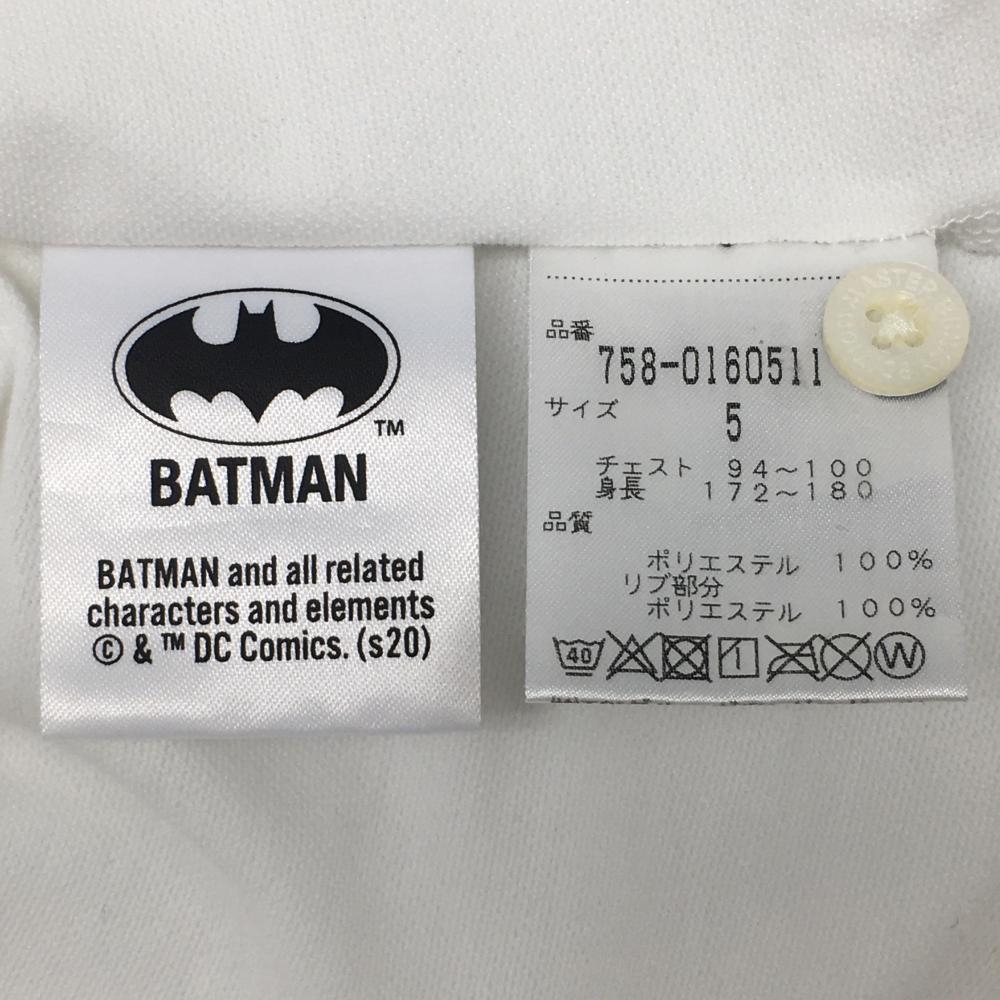 TM
BATMAN
BATMAN and all related
characters and elements
© & ™ DC Comics. (s20)
品番
758-0160511
サイズ
5
チェスト 94~100
身長 172~180
品質
ポリエステル 100%
リブ部分
ポリエステル 100%
40
W
MASTER